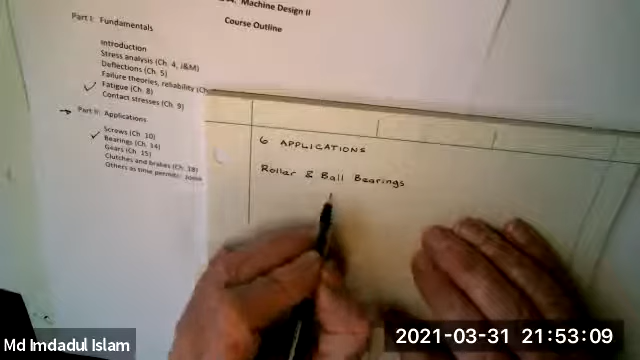 Machine Design II
Course Outline
Part I: Fundamentals
Introduction
Stress analysis (Ch. 4, J&M)
Deflections (Ch. 5)
Failure theories, reliability (Ch
Fatigue (Ch. 8)
Contact stresses (Ch. 9)
Part II: Applications
Screws (Ch. 10)
Bearings (Ch. 14)
Gears (Ch. 15)
Clutches and brakes (Ch. 18)
Others as time permits:
6 APPLICATIONS
Roller & Ball Bearings
Md Imdadul Islam
2021-03-31 21:53:09